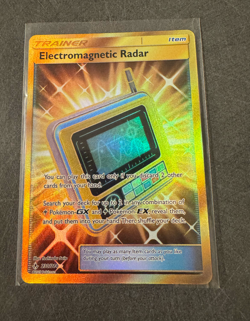 TRAINER Item
Electromagnetic Radar
You can play this card only if you discard 2 other
cards from your hand.
Search your deck for up to 2 in any combination of
Pokémon-GX and Pokémon-EX, reveal them,
and put them into your hand. Then, shuffle your deck.
You may play as many Item cards as you like
during your turn (before your attack).